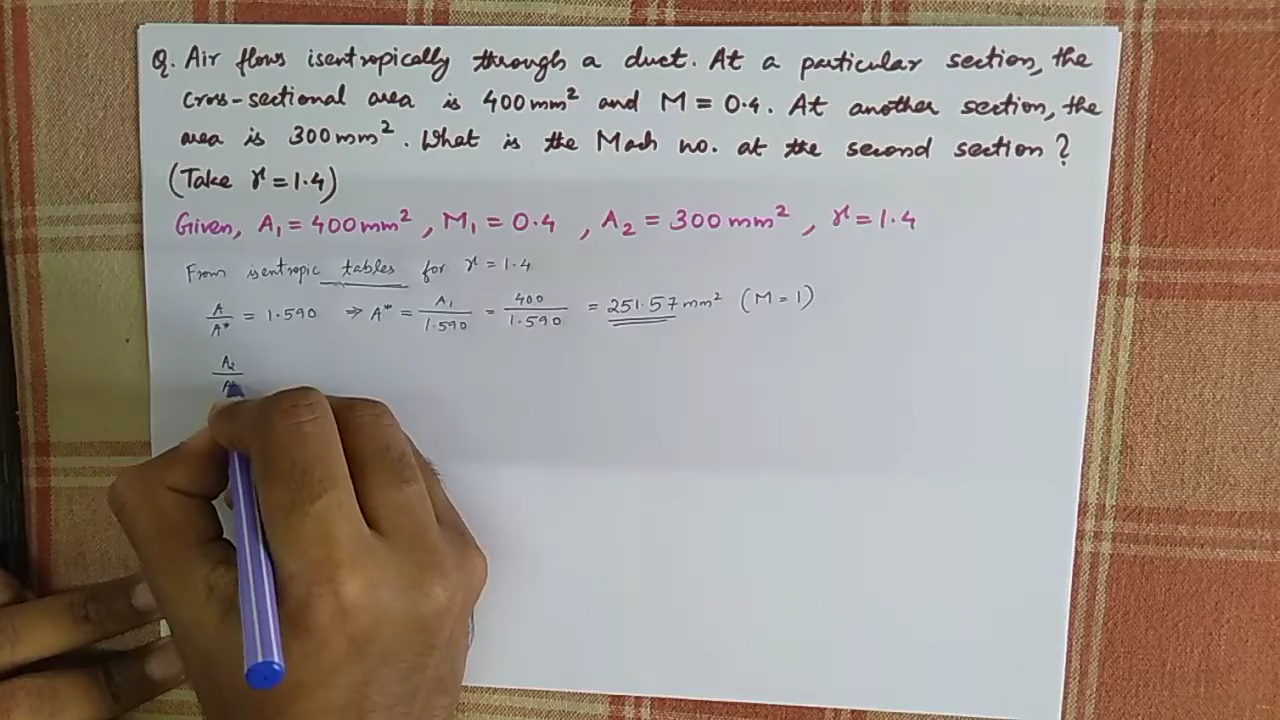 Q. Air flows isentropically through a duct. At a particular section, the
cross-sectional area is 400 mm² and M = 0.4. At another section, the
area is 300 mm². What is the Mach no. at the second section?
(Take γ = 1.4)
Given, A₁ = 400 mm², M₁ = 0.4, A₂ = 300 mm², γ = 1.4
From isentropic tables for γ = 1.4
A/A* = 1.590 ⇒ A* = A₁/1.590 = 400/1.590 = 251.57 mm² (M = 1)
A₂/A*